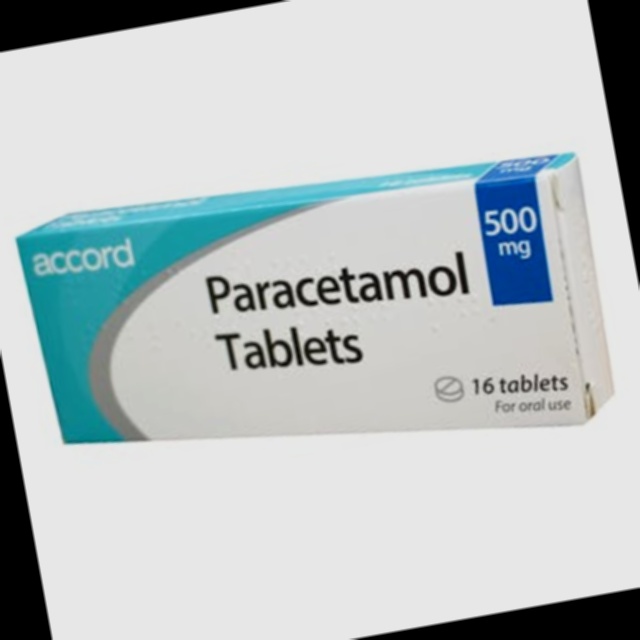 accord
500
mg
Paracetamol
Tablets
16 tablets
For oral use